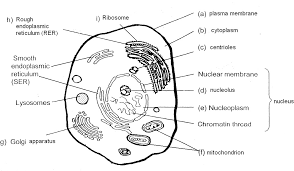 h) Rough
endoplasmic
reticulum (RER)
i) Ribosome
(a) plasma membrane
(b) cytoplasm
(c) centrioles
Smooth
endoplasmic
reticulum
(SER)
Nuclear membrane
(d) nucleolus
nucleus
Lysosomes
(e) Nucleoplasm
Chromatin thread
g) Golgi apparatus
(f) mitochondrion